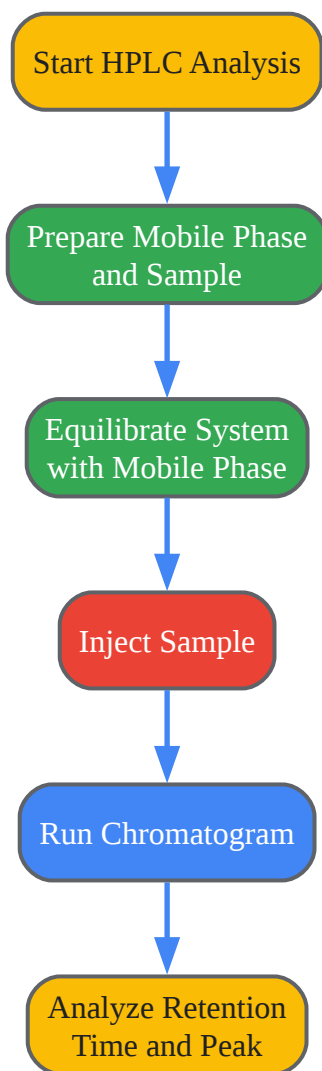 Start HPLC Analysis
Prepare Mobile Phase
and Sample
Equilibrate System
with Mobile Phase
Inject Sample
Run Chromatogram
Analyze Retention
Time and Peak